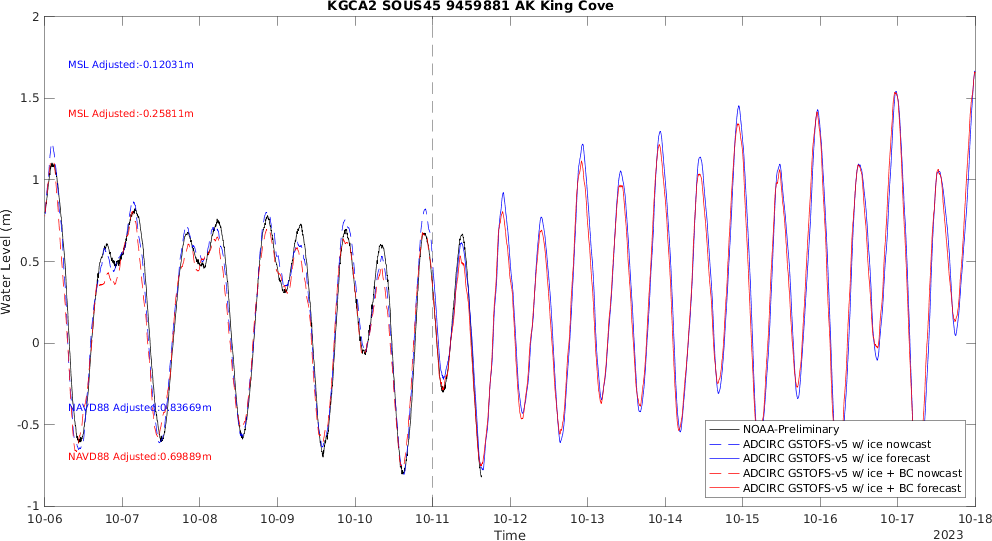 KGCA2 SOUS45 9459881 AK King Cove
2
1.5
1
0.5
0
-0.5
-1
Water Level (m)
MSL Adjusted:-0.12031m
MSL Adjusted:-0.25811m
NAVD88 Adjusted:0.83669m
NAVD88 Adjusted:0.69889m
NOAA-Preliminary
ADCIRC GSTOFS-v5 w/ ice nowcast
ADCIRC GSTOFS-v5 w/ ice forecast
ADCIRC GSTOFS-v5 w/ ice + BC nowcast
ADCIRC GSTOFS-v5 w/ ice + BC forecast
10-06 10-07 10-08 10-09 10-10 10-11 10-12 10-13 10-14 10-15 10-16 10-17 10-18
Time
2023